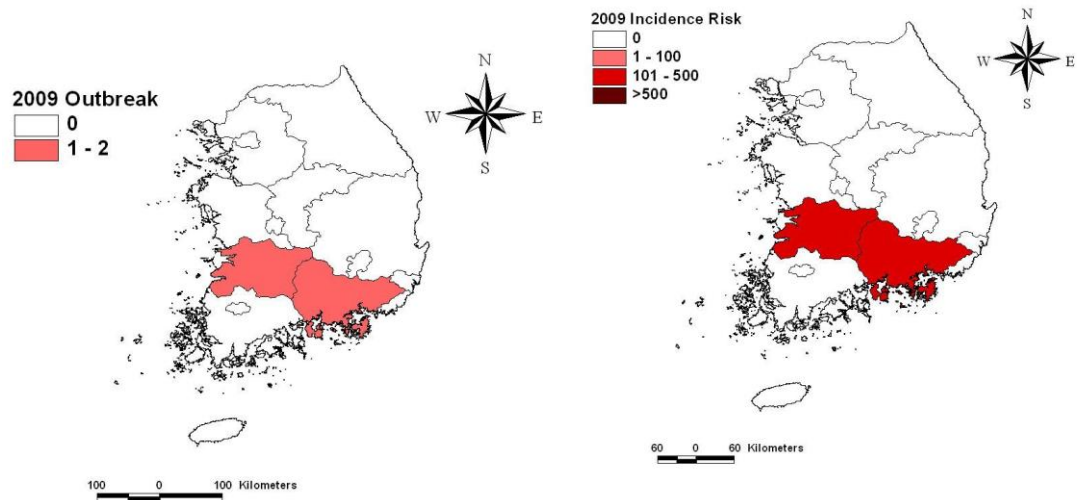 2009 Outbreak
0
1 - 2
N
W E
S
100 0 100 Kilometers
2009 Incidence Risk
0
1 - 100
101 - 500
>500
N
W E
S
60 0 60 Kilometers